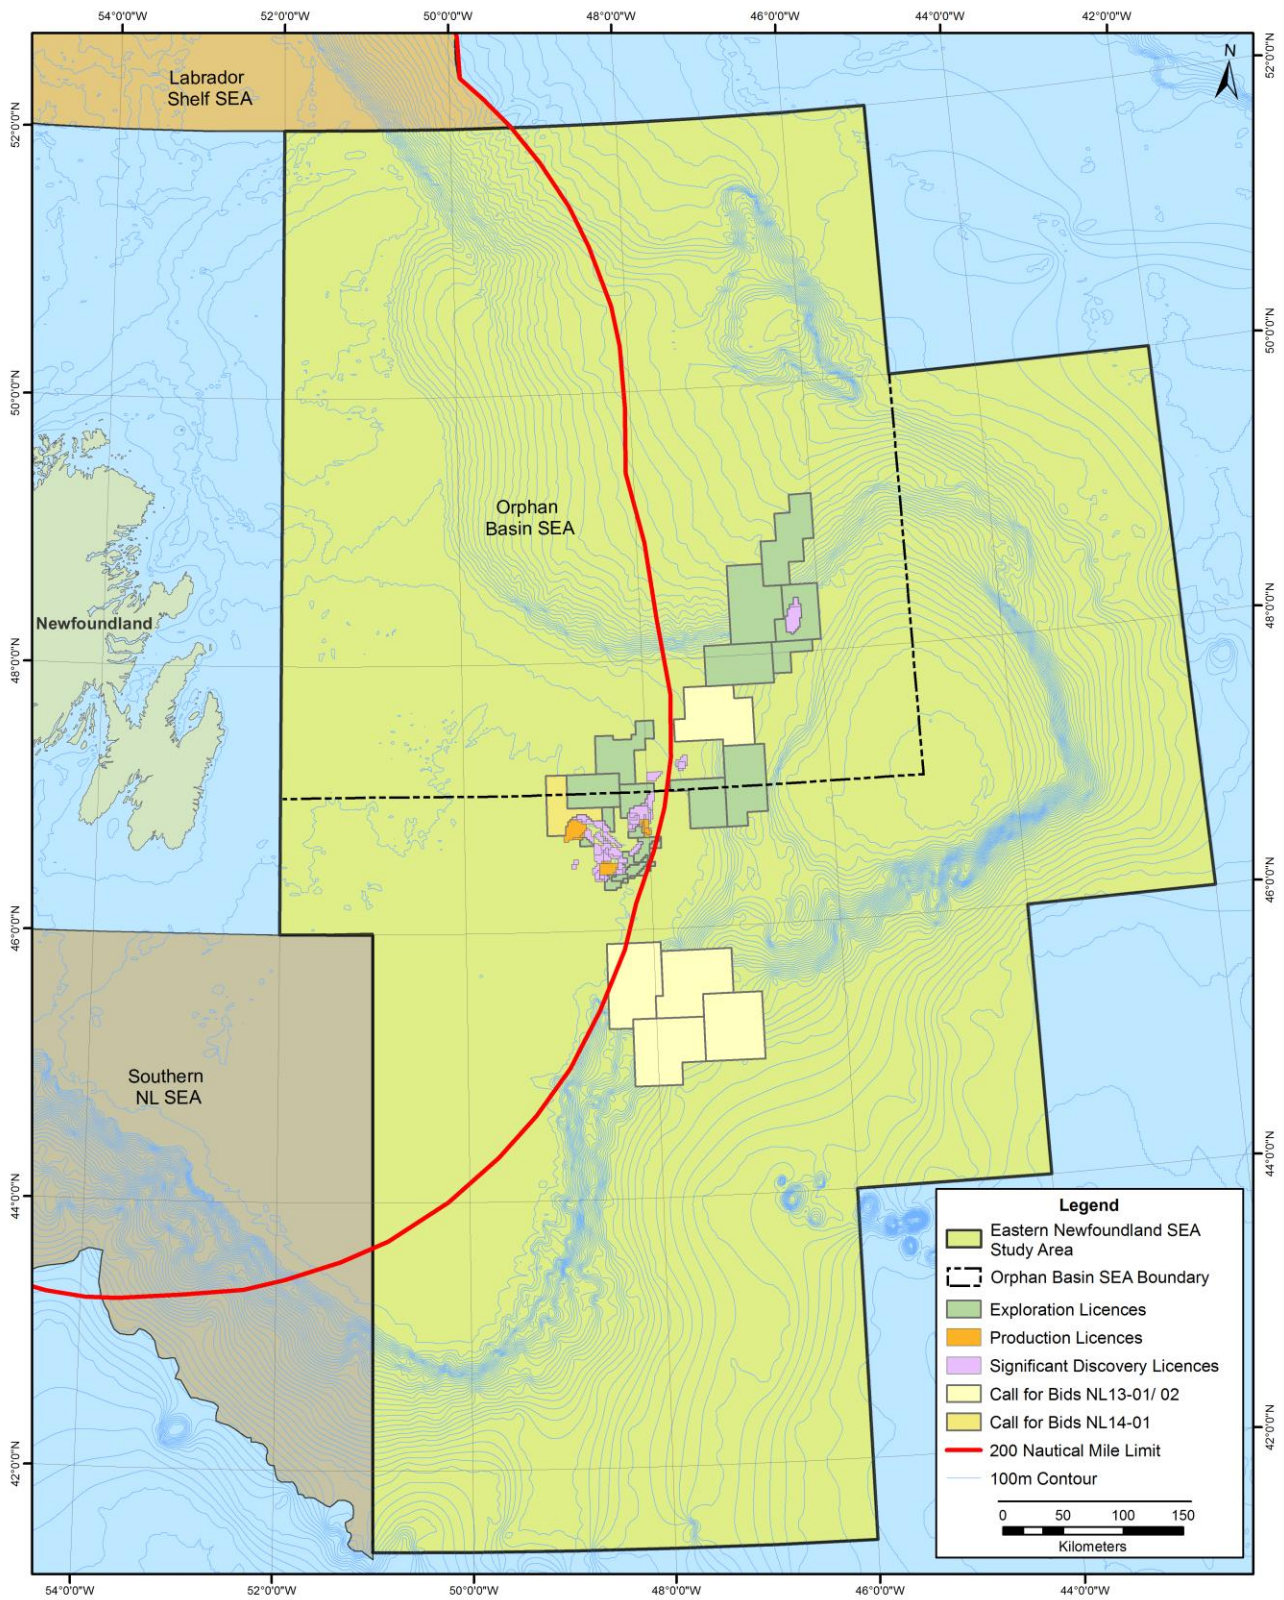 54°0'0"W 52°0'0"W 50°0'0"W 48°0'0"W 46°0'0"W 44°0'0"W 42°0'0"W
52°0'0"N
N
Labrador
Shelf SEA
52°0'0"N
50°0'0"N
50°0'0"N
Orphan
Basin SEA
48°0'0"N
Newfoundland
48°0'0"N
46°0'0"N
46°0'0"N
Southern
NL SEA
44°0'0"N
44°0'0"N
Legend
Eastern Newfoundland SEA
Study Area
Orphan Basin SEA Boundary
Exploration Licences
Production Licences
Significant Discovery Licences
Call for Bids NL13-01/ 02
Call for Bids NL14-01
200 Nautical Mile Limit
100m Contour
0 50 100 150
Kilometers
42°0'0"N
42°0'0"N
54°0'0"W 52°0'0"W 50°0'0"W 48°0'0"W 46°0'0"W 44°0'0"W